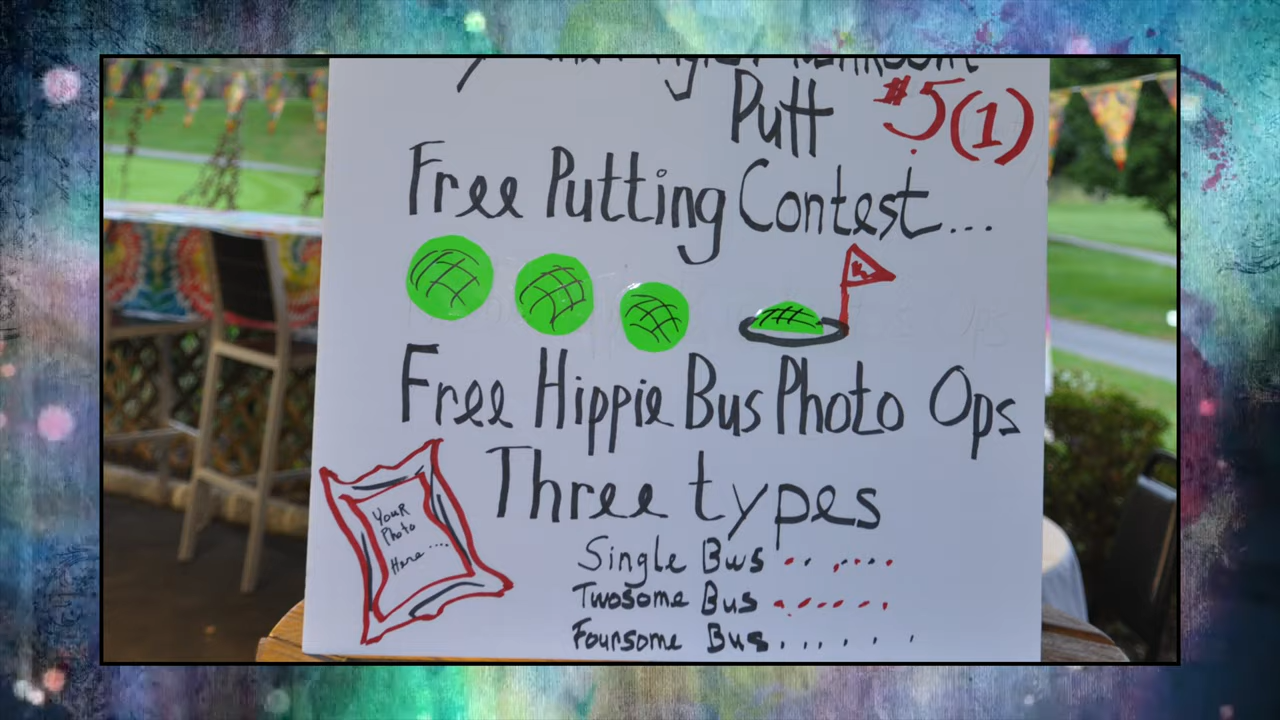 Putt #5(1)
Free Putting Contest...
Free Hippie Bus Photo Ops
Three types
Your
Photo
Here ....
Single Bus ......
Twosome Bus ......
Foursome Bus ......